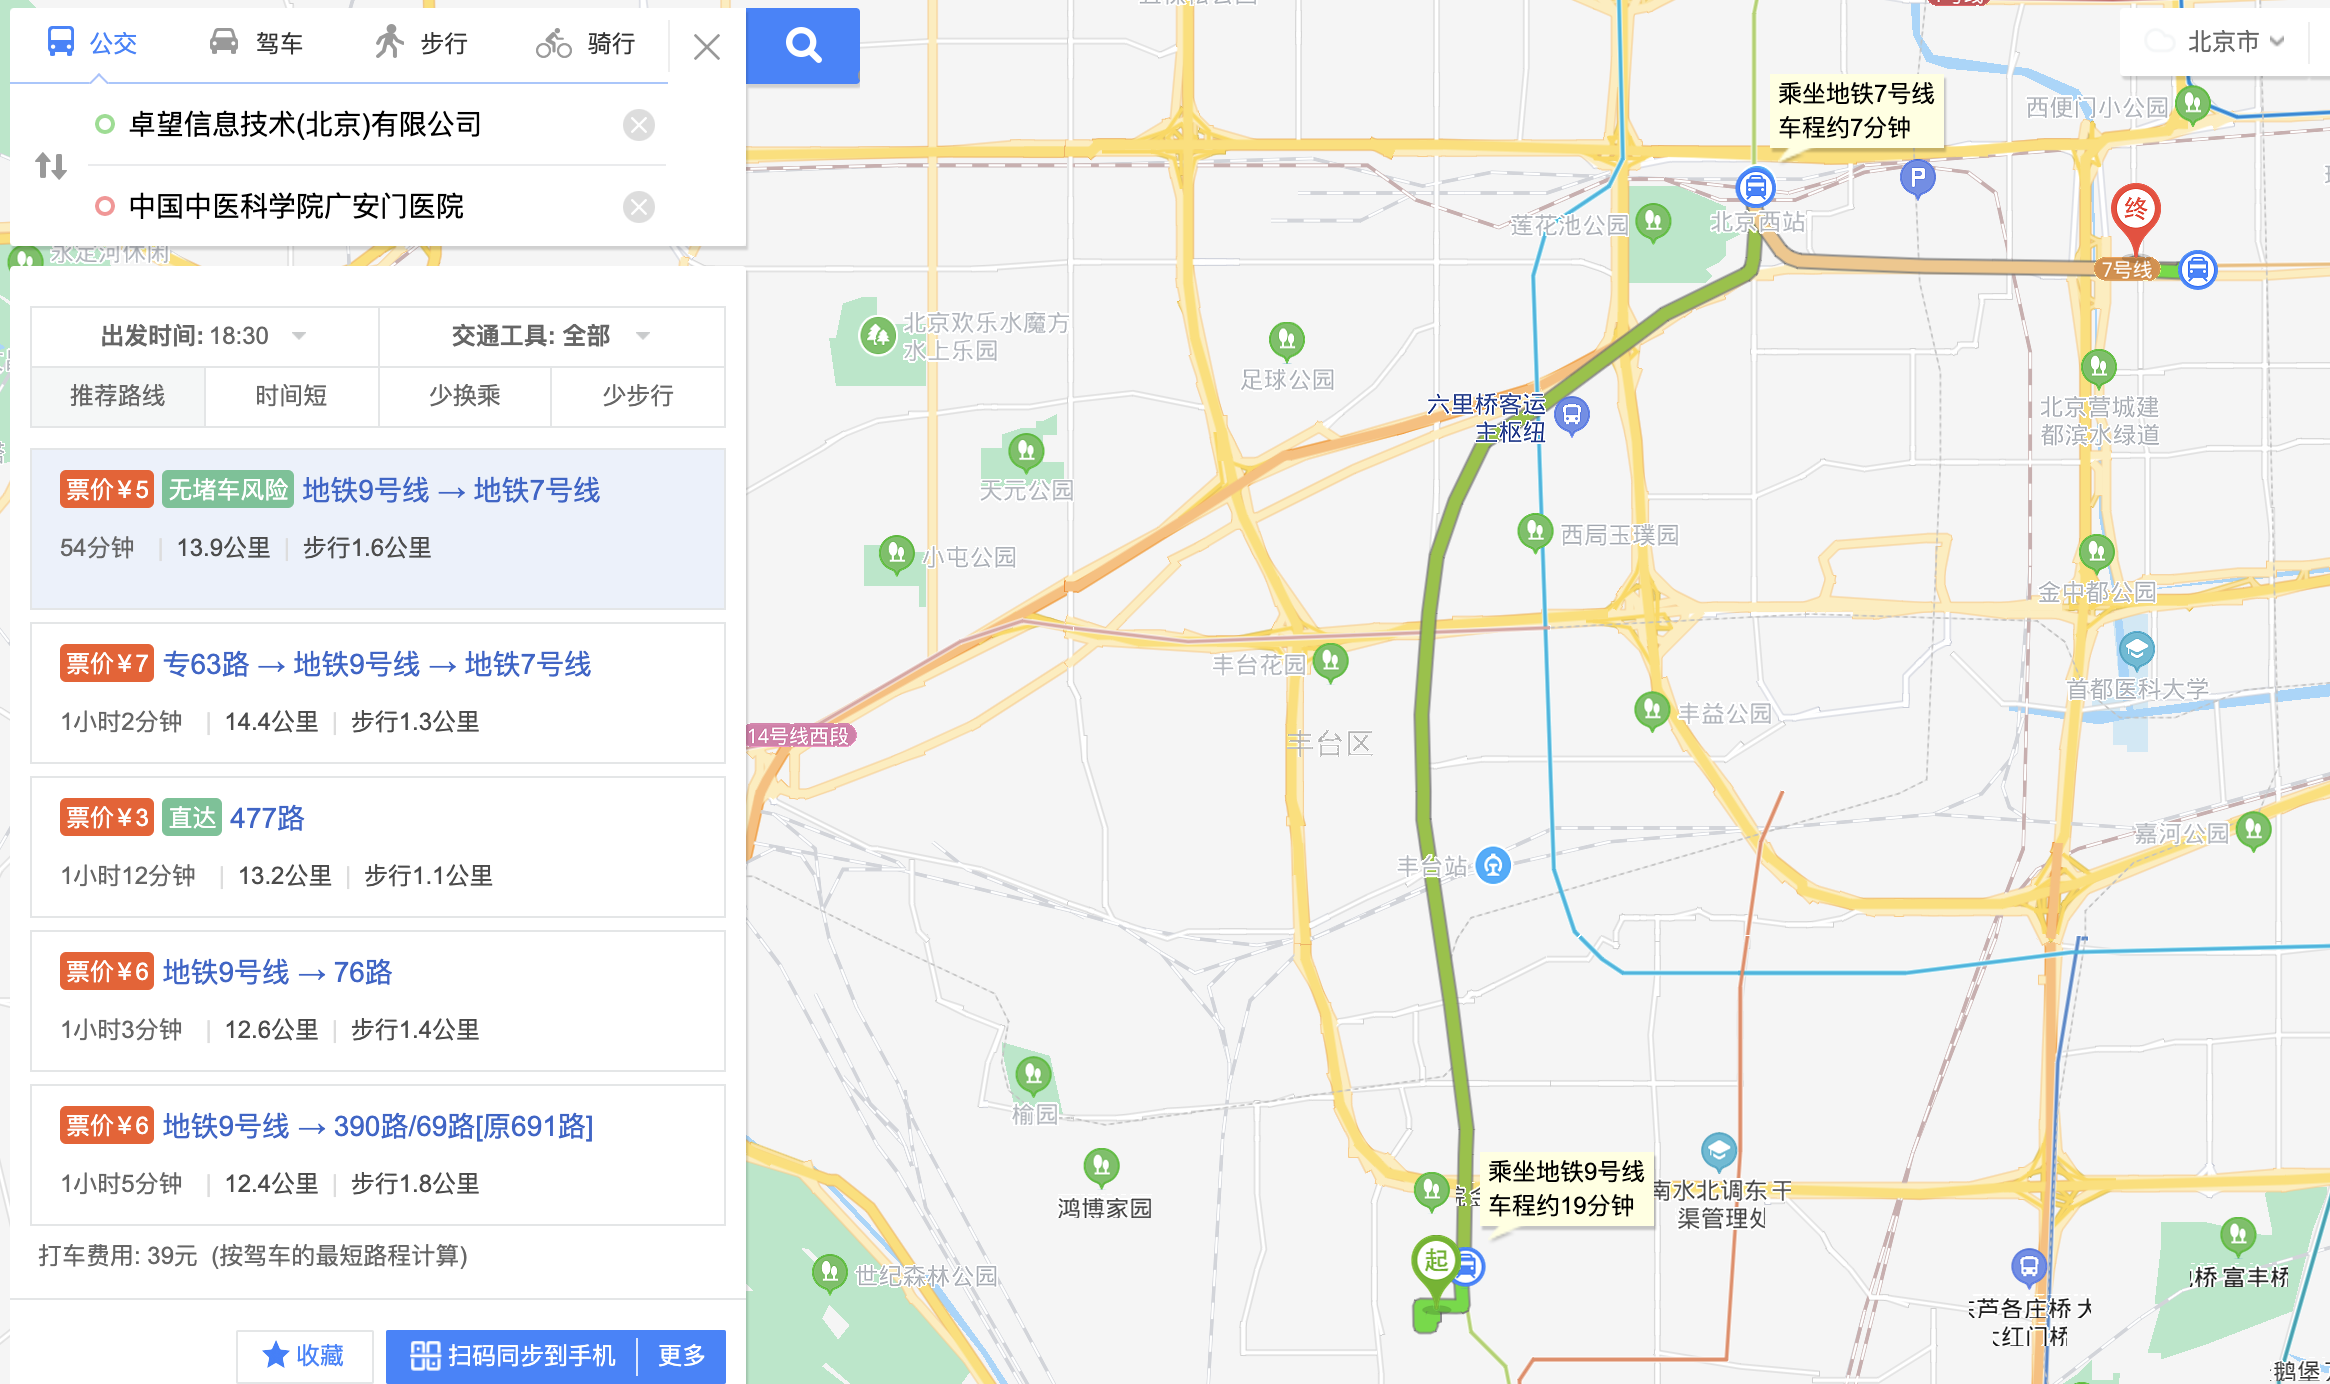 公交
驾车
步行
骑行
卓望信息技术(北京)有限公司
中国中医科学院广安门医院
出发时间: 18:30
交通工具: 全部
推荐路线
时间短
少换乘
少步行
票价¥5 无堵车风险 地铁9号线 → 地铁7号线
54分钟 | 13.9公里 | 步行1.6公里
票价¥7 专63路 → 地铁9号线 → 地铁7号线
1小时2分钟 | 14.4公里 | 步行1.3公里
票价¥3 直达 477路
1小时12分钟 | 13.2公里 | 步行1.1公里
票价¥6 地铁9号线 → 76路
1小时3分钟 | 12.6公里 | 步行1.4公里
票价¥6 地铁9号线 → 390路/69路[原691路]
1小时5分钟 | 12.4公里 | 步行1.8公里
打车费用: 39元 (按驾车的最短路程计算)
收藏
扫码同步到手机
更多
北京市
乘坐地铁7号线
车程约7分钟
西便门小公园
P
终
莲花池公园
北京西站
7号线
永定河休闲
北京欢乐水魔方
水上乐园
足球公园
六里桥客运
主枢纽
北京营城建
都滨水绿道
天元公园
小屯公园
西局玉璞园
金中都公园
丰台花园
首都医科大学
丰益公园
14号线西段
丰台区
丰台站
嘉河公园
榆园
鸿博家园
乘坐地铁9号线
车程约19分钟
南水北调东干
渠管理处
起
世纪森林公园
桥 富丰桥
芦各庄桥
红门桥
鹅堡